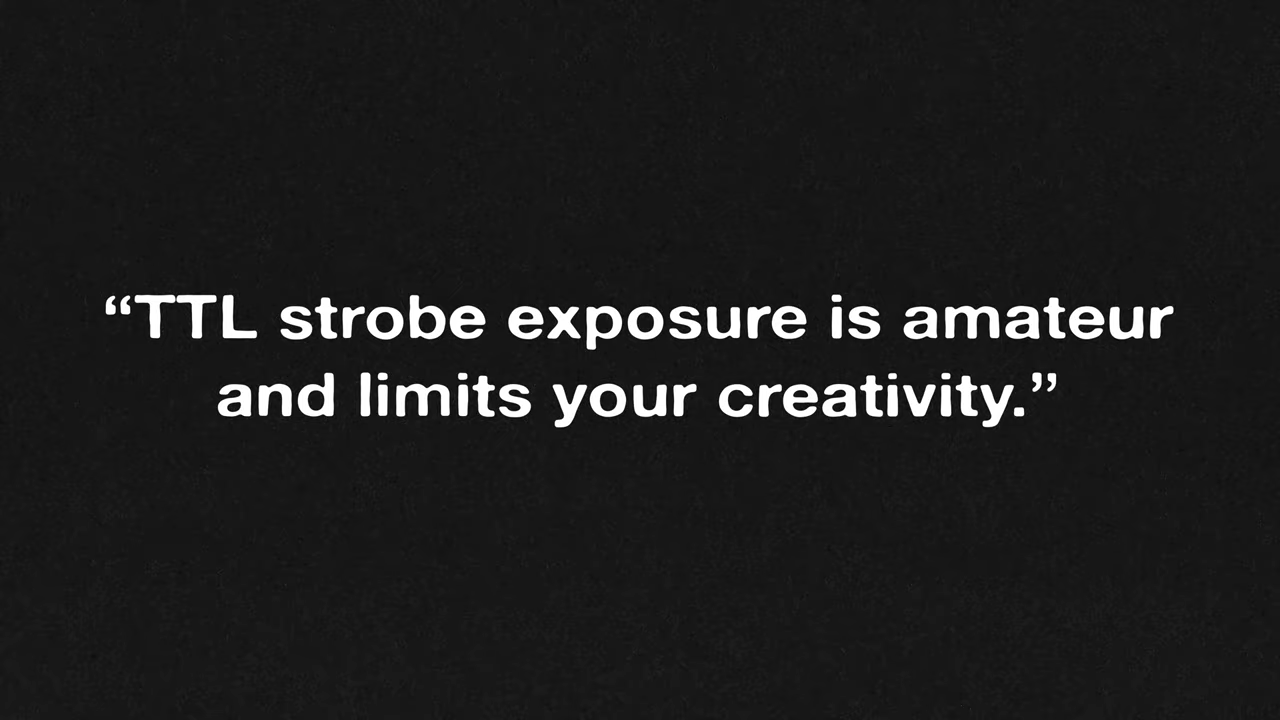 “TTL strobe exposure is amateur
and limits your creativity.”